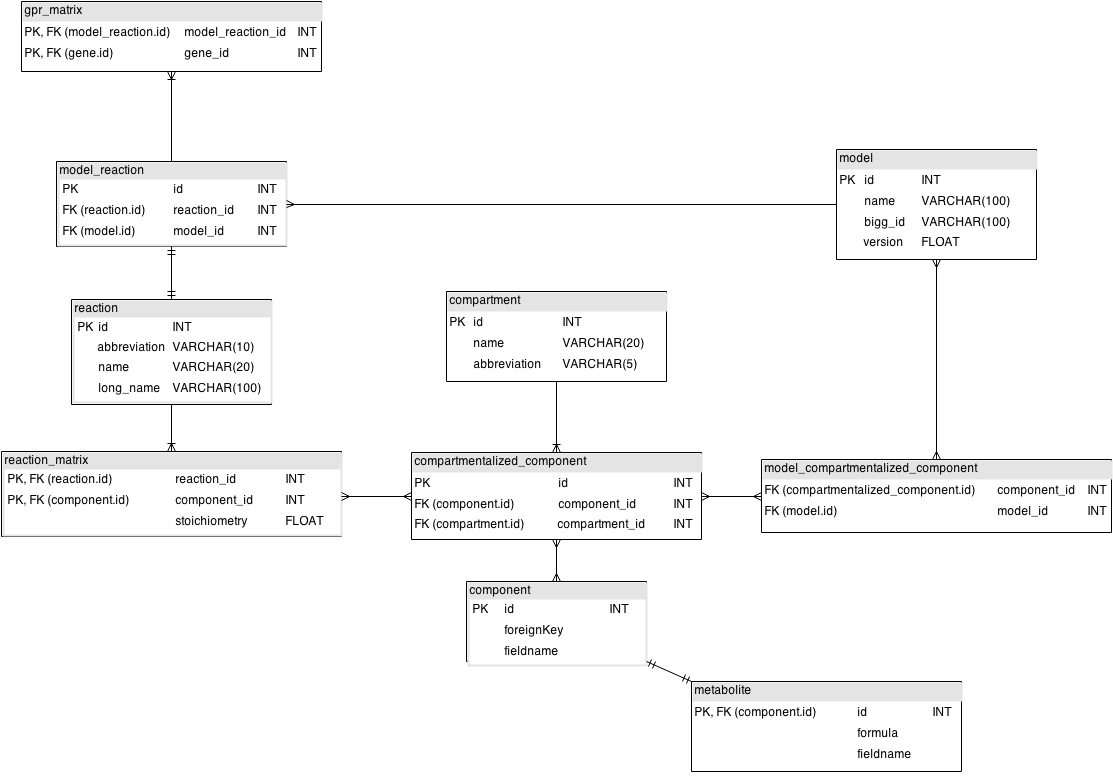 gpr_matrix
PK, FK (model_reaction.id) model_reaction_id INT
PK, FK (gene.id) gene_id INT
model_reaction
PK id INT
FK (reaction.id) reaction_id INT
FK (model.id) model_id INT
model
PK id INT
name VARCHAR(100)
bigg_id VARCHAR(100)
version FLOAT
reaction
PK id INT
abbreviation VARCHAR(10)
name VARCHAR(20)
long_name VARCHAR(100)
compartment
PK id INT
name VARCHAR(20)
abbreviation VARCHAR(5)
reaction_matrix
PK, FK (reaction.id) reaction_id INT
PK, FK (component.id) component_id INT
stoichiometry FLOAT
compartmentalized_component
PK id INT
FK (component.id) component_id INT
FK (compartment.id) compartment_id INT
model_compartmentalized_component
FK (compartmentalized_component.id) component_id INT
FK (model.id) model_id INT
component
PK id INT
foreignKey
fieldname
metabolite
PK, FK (component.id) id INT
formula
fieldname